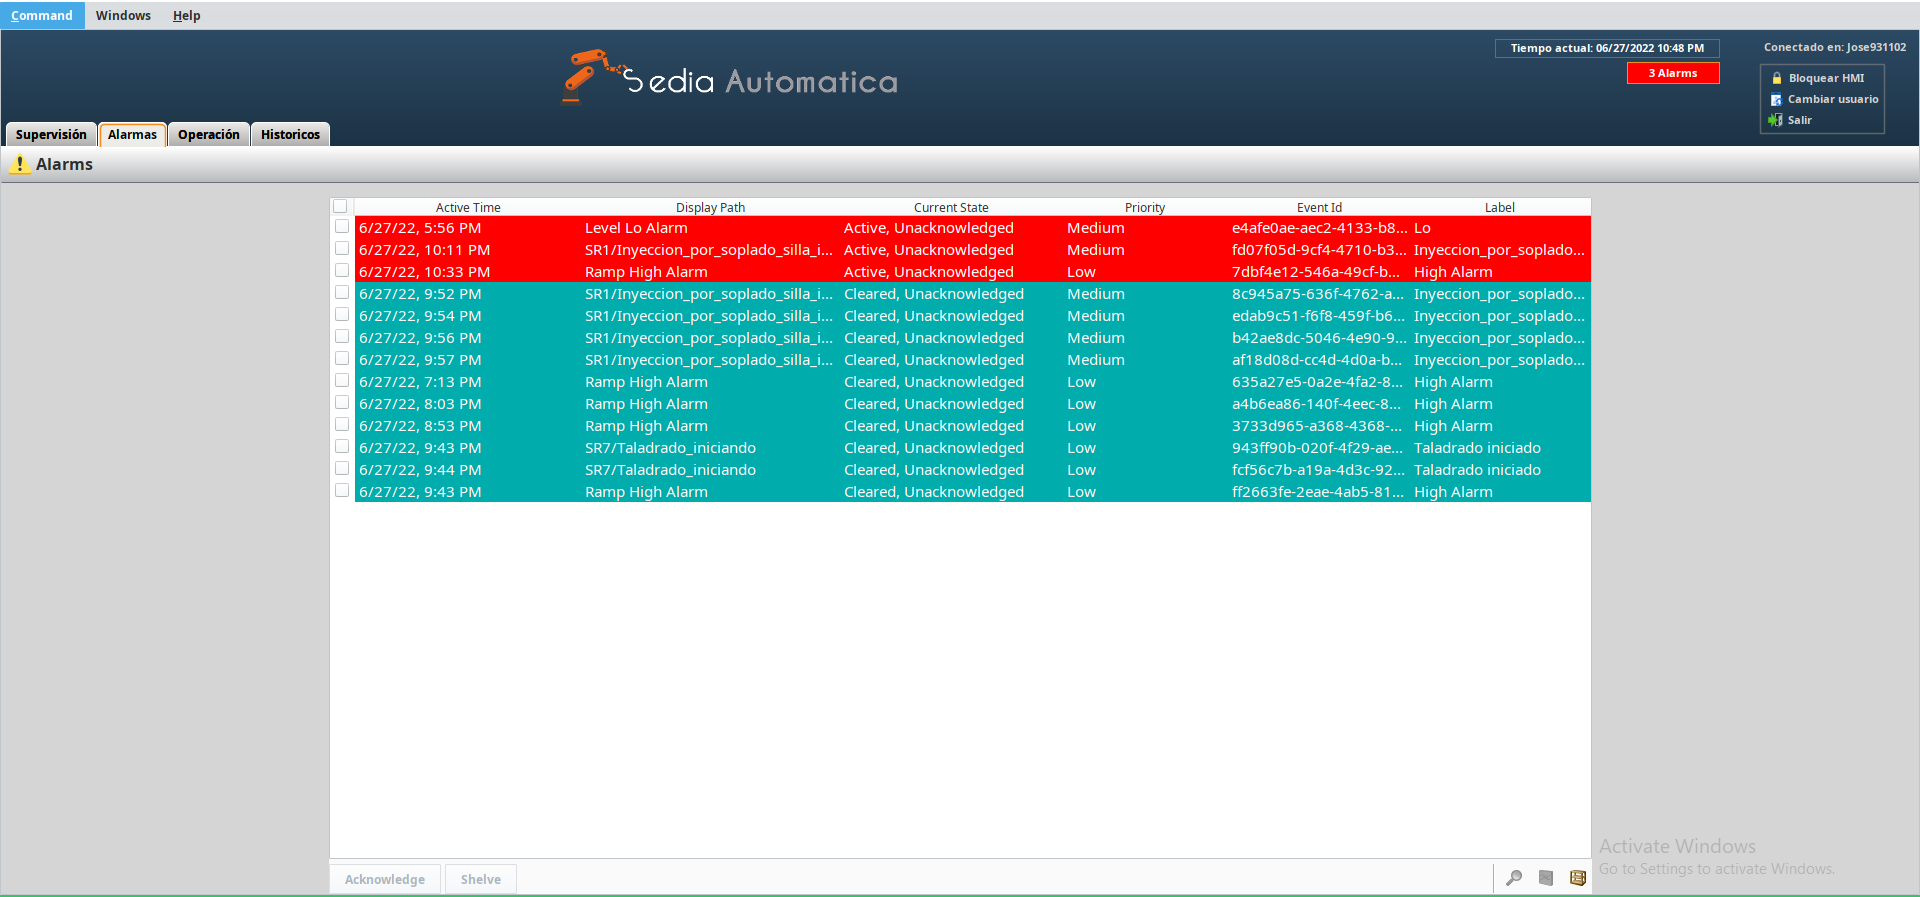 Command Windows Help
Tiempo actual: 06/27/2022 10:48 PM
Conectado en: Jose931102
3 Alarms
Bloquear HMI
Cambiar usuario
Salir
Sedia Automatica
Supervisión Alarmas Operación Historicos
Alarms
Active Time Display Path Current State Priority Event Id Label
6/27/22, 5:56 PM Level Lo Alarm Active, Unacknowledged Medium e4afe0ae-aec2-4133-b8... Lo
6/27/22, 10:11 PM SR1/Inyeccion_por_soplado_silla_i... Active, Unacknowledged Medium fd07f05d-9cf4-4710-b3... Inyeccion_por_soplado...
6/27/22, 10:33 PM Ramp High Alarm Active, Unacknowledged Low 7dbf4e12-546a-49cf-b... High Alarm
6/27/22, 9:52 PM SR1/Inyeccion_por_soplado_silla_i... Cleared, Unacknowledged Medium 8c945a75-636f-4762-a... Inyeccion_por_soplado...
6/27/22, 9:54 PM SR1/Inyeccion_por_soplado_silla_i... Cleared, Unacknowledged Medium edab9c51-f6f8-459f-b6... Inyeccion_por_soplado...
6/27/22, 9:56 PM SR1/Inyeccion_por_soplado_silla_i... Cleared, Unacknowledged Medium b42ae8dc-5046-4e90-9... Inyeccion_por_soplado...
6/27/22, 9:57 PM SR1/Inyeccion_por_soplado_silla_i... Cleared, Unacknowledged Medium af18d08d-cc4d-4d0a-b... Inyeccion_por_soplado...
6/27/22, 7:13 PM Ramp High Alarm Cleared, Unacknowledged Low 635a27e5-0a2e-4fa2-8... High Alarm
6/27/22, 8:03 PM Ramp High Alarm Cleared, Unacknowledged Low a4b6ea86-140f-4eec-8... High Alarm
6/27/22, 8:53 PM Ramp High Alarm Cleared, Unacknowledged Low 3733d965-a368-4368-... High Alarm
6/27/22, 9:43 PM SR7/Taladrado_iniciando Cleared, Unacknowledged Low 943ff90b-020f-4f29-ae... Taladrado iniciado
6/27/22, 9:44 PM SR7/Taladrado_iniciando Cleared, Unacknowledged Low fcf56c7b-a19a-4d3c-92... Taladrado iniciado
6/27/22, 9:43 PM Ramp High Alarm Cleared, Unacknowledged Low ff2663fe-2eae-4ab5-81... High Alarm
Activate Windows
Go to Settings to activate Windows.
Acknowledge Shelve